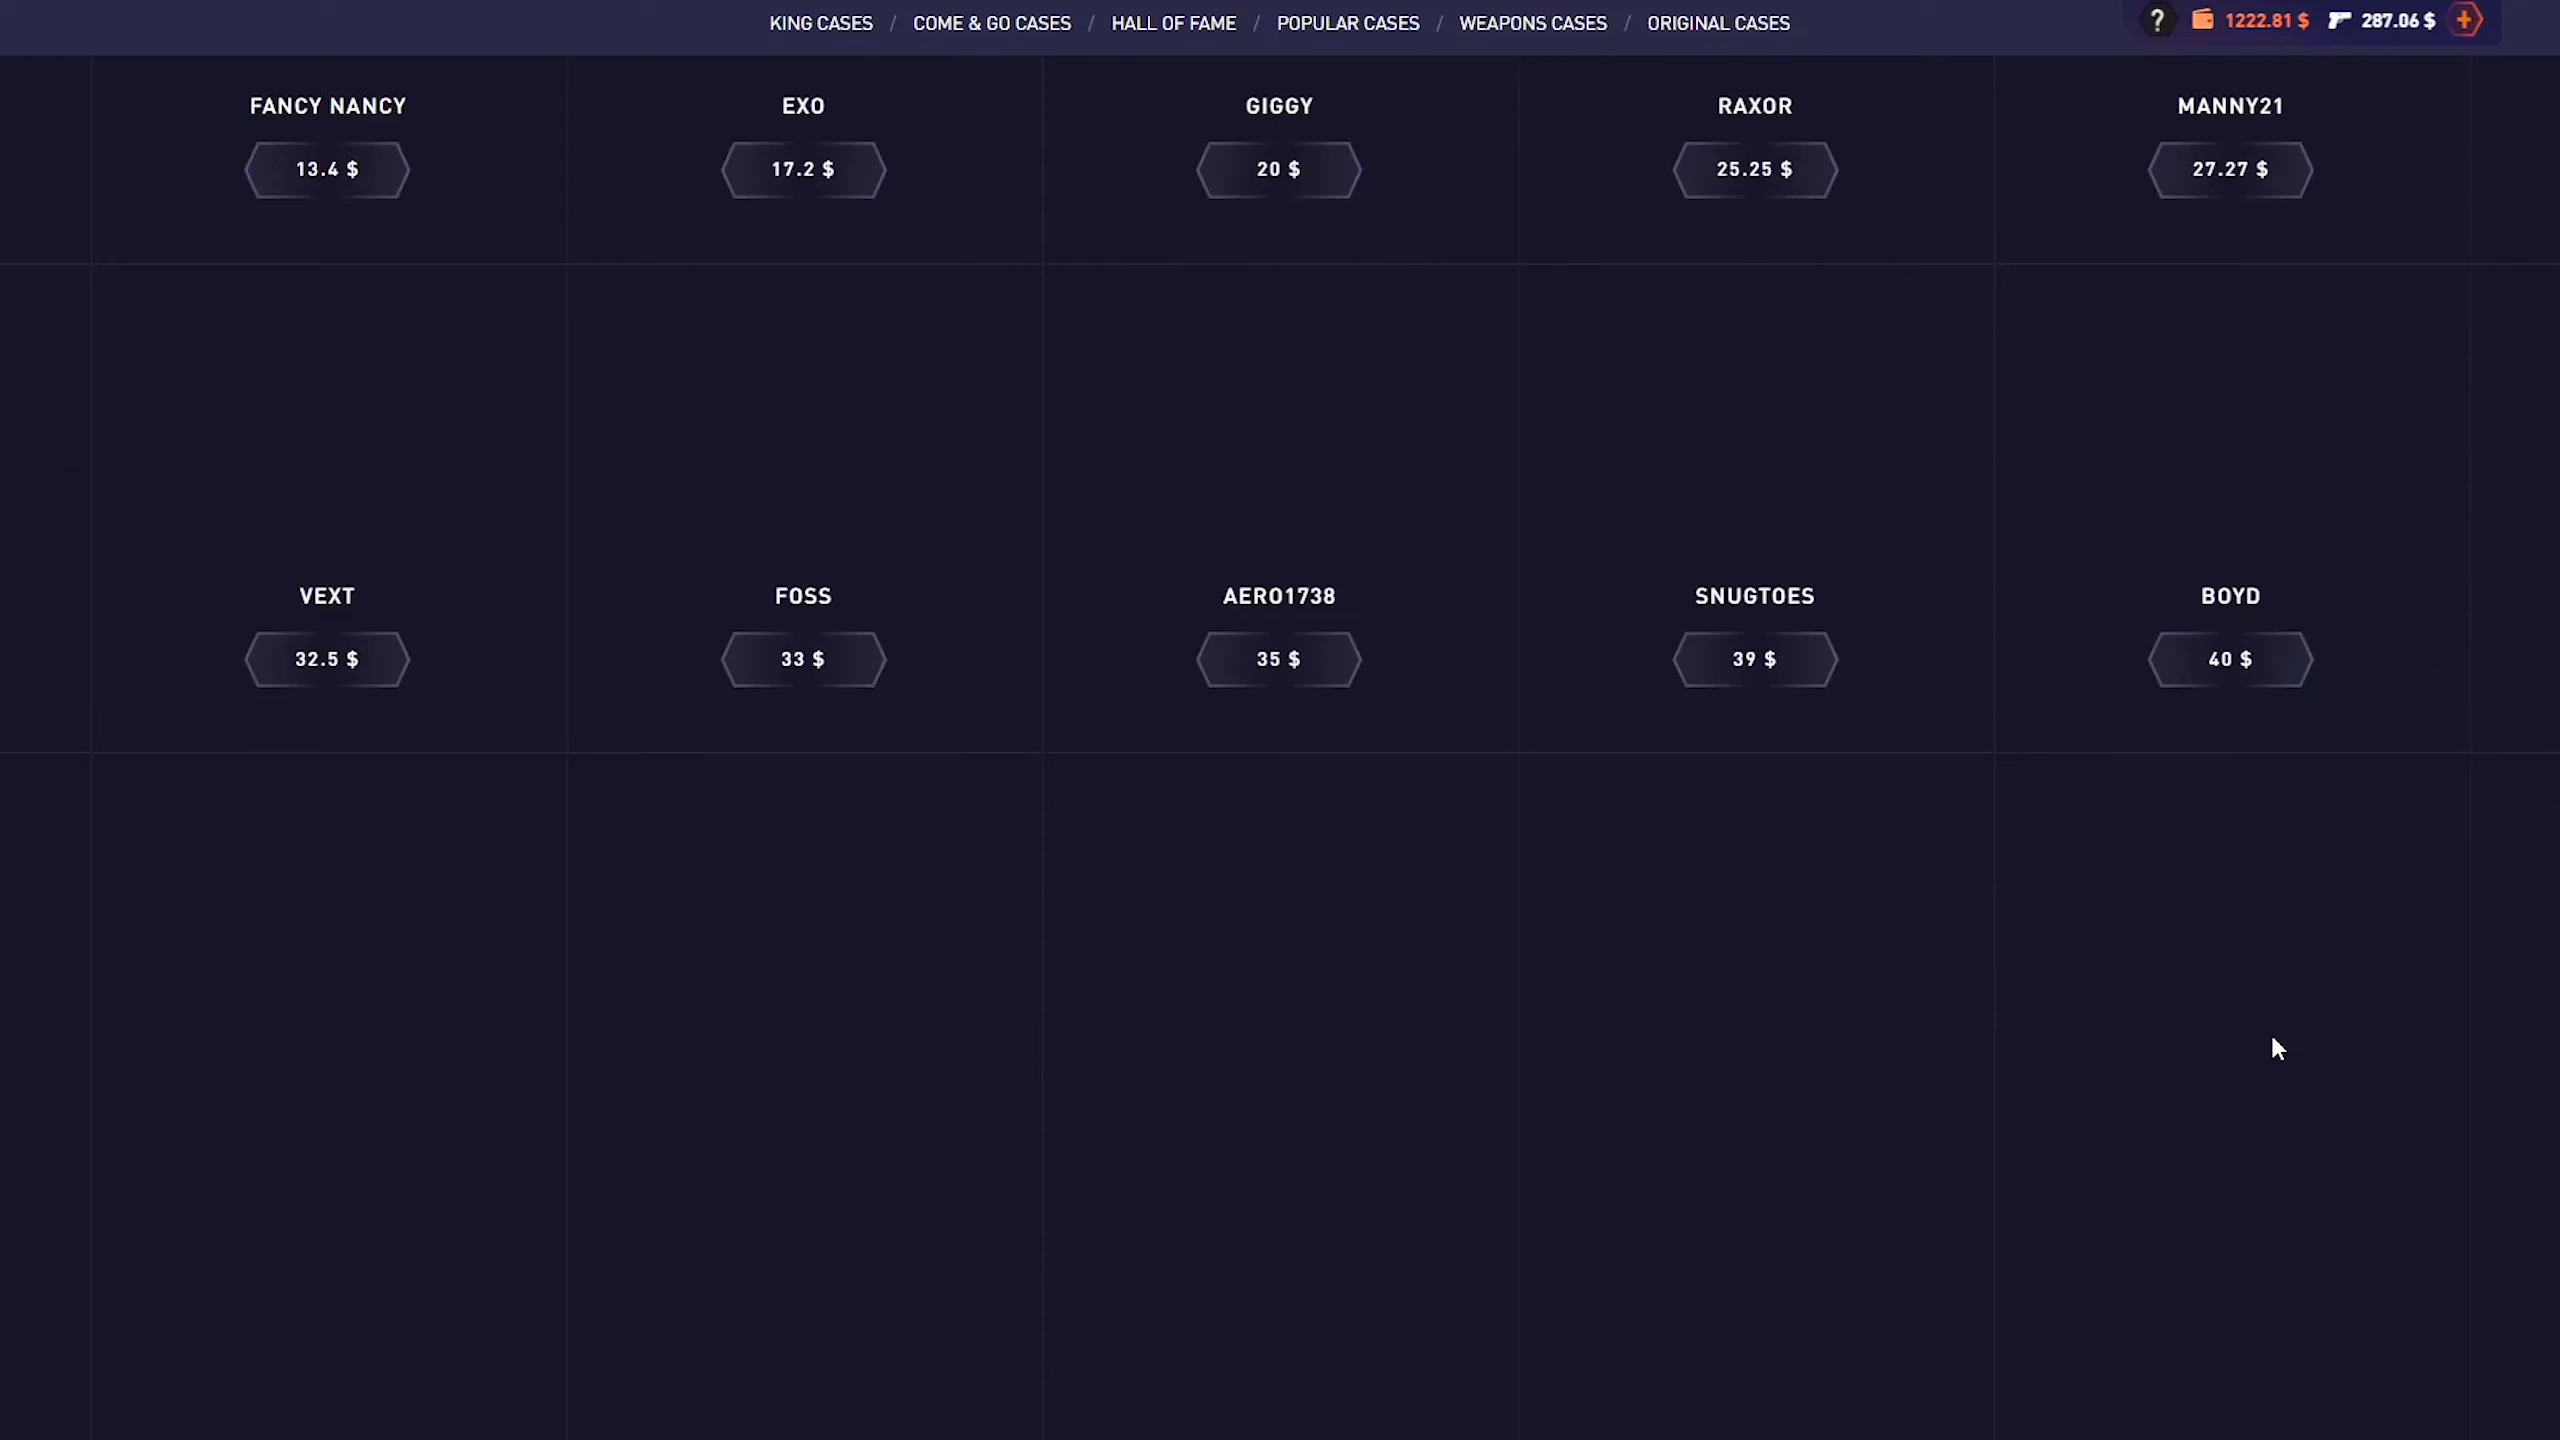 KING CASES / COME & GO CASES / HALL OF FAME / POPULAR CASES / WEAPONS CASES / ORIGINAL CASES ? 1222.81 $ 287.06 $ +
FANCY NANCY EXO GIGGY RAXOR MANNY21
13.4 $ 17.2 $ 20 $ 25.25 $ 27.27 $
VEXT FOSS AERO1738 SNUGTOES BOYD
32.5 $ 33 $ 35 $ 39 $ 40 $